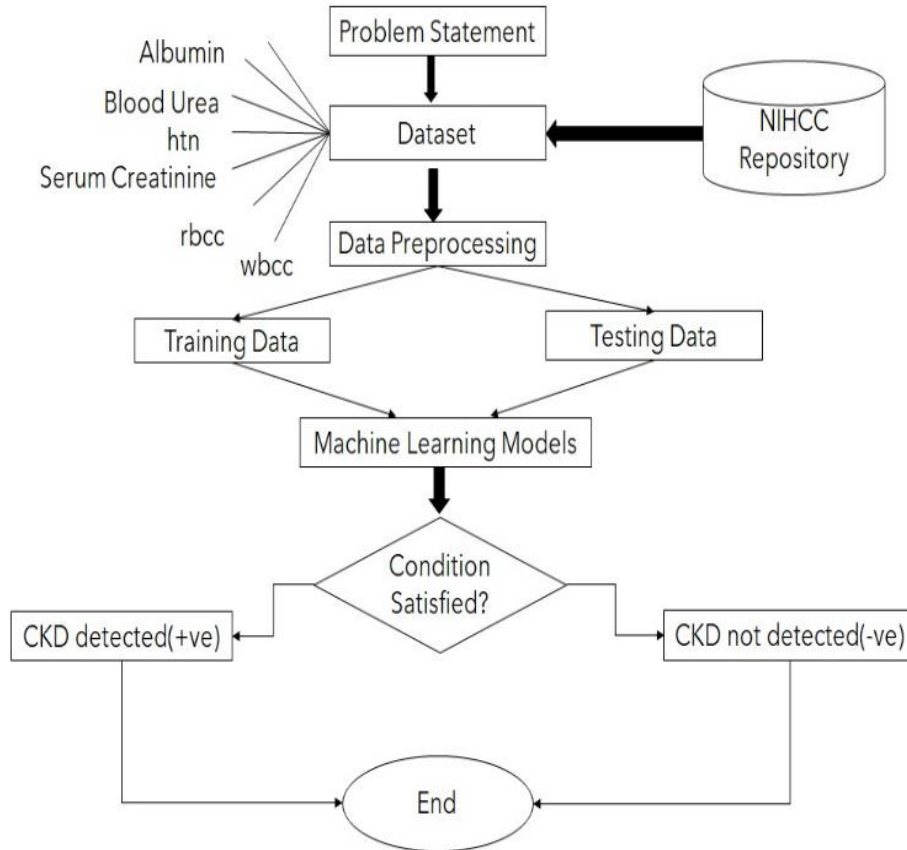 Problem Statement
Albumin
Blood Urea
htn
Serum Creatinine
rbcc
wbcc
Dataset
NIHCC
Repository
Data Preprocessing
Training Data
Testing Data
Machine Learning Models
Condition
Satisfied?
CKD detected(+ve)
CKD not detected(-ve)
End